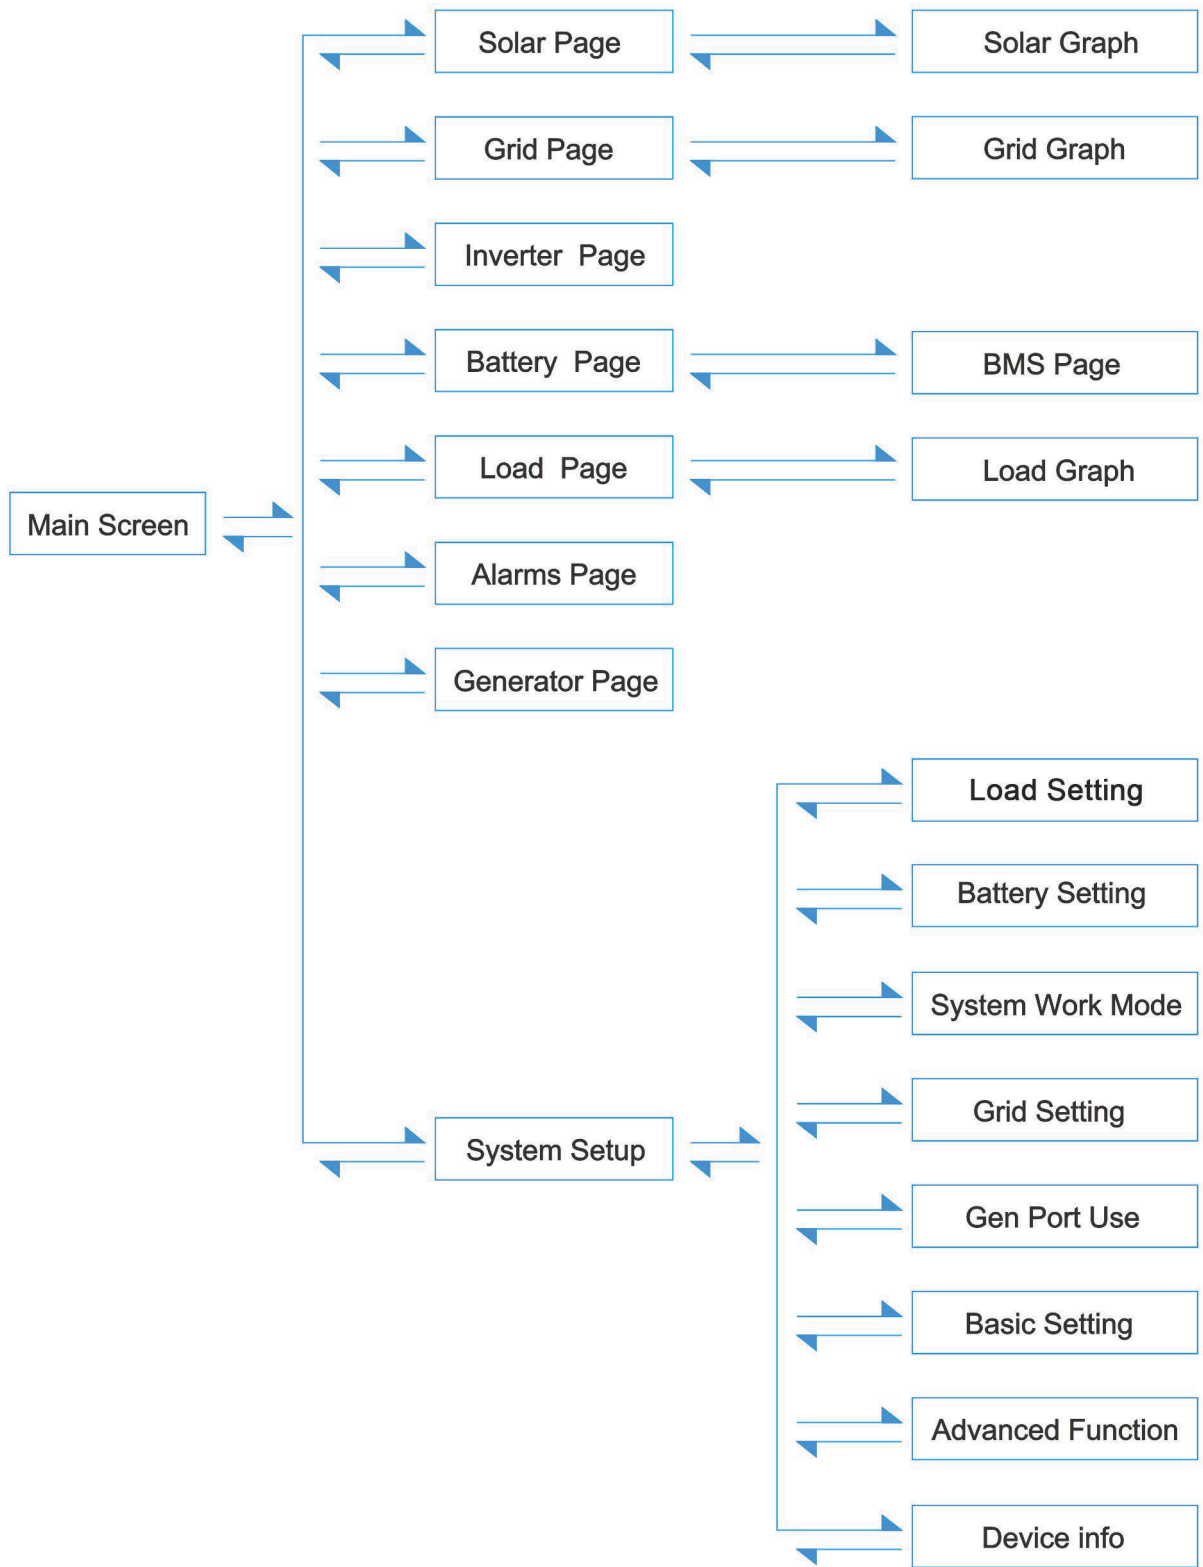 Solar Page
Solar Graph
Grid Page
Grid Graph
Inverter Page
Battery Page
BMS Page
Load Page
Load Graph
Main Screen
Alarms Page
Generator Page
Load Setting
Battery Setting
System Work Mode
Grid Setting
System Setup
Gen Port Use
Basic Setting
Advanced Function
Device info